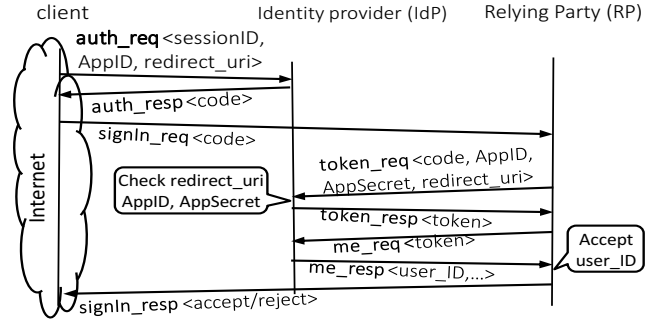 client
Identity provider (IdP)
Relying Party (RP)
auth_req <sessionID,
AppID, redirect_uri>
auth_resp <code>
signIn_req <code>
token_req <code, AppID,
AppSecret, redirect_uri>
Check redirect_uri
AppID, AppSecret
token_resp <token>
me_req <token>
me_resp <user_ID,...>
Accept
user_ID
signIn_resp <accept/reject>
Internet